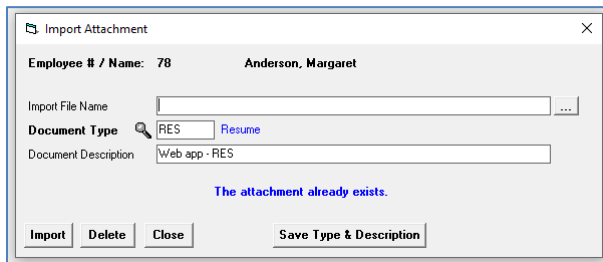 Import Attachment
Employee # / Name: 78 Anderson, Margaret
Import File Name ...
Document Type RES Resume
Document Description Web app - RES
The attachment already exists.
Import Delete Close Save Type & Description